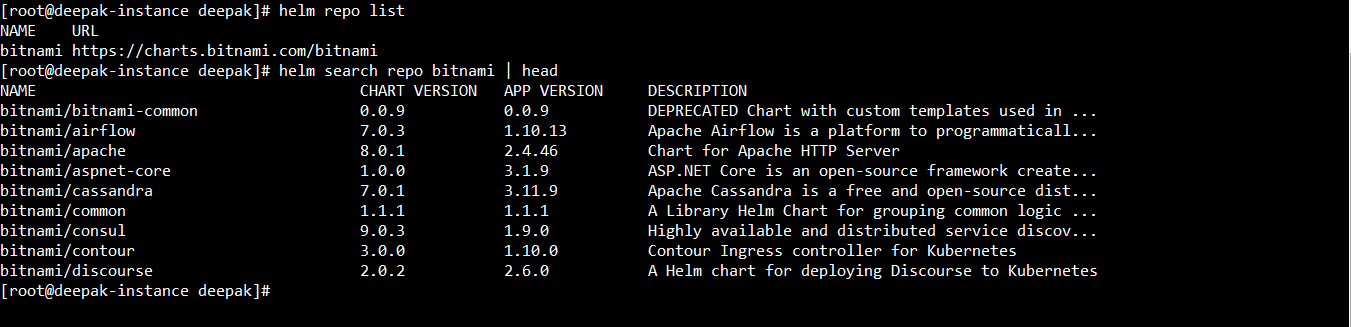 [root@deepak-instance deepak]# helm repo list
NAME    URL
bitnami https://charts.bitnami.com/bitnami
[root@deepak-instance deepak]# helm search repo bitnami | head
NAME                                    CHART VERSION   APP VERSION     DESCRIPTION
bitnami/bitnami-common                  0.0.9           0.0.9           DEPRECATED Chart with custom templates used in ...
bitnami/airflow                         7.0.3           1.10.13         Apache Airflow is a platform to programmaticall...
bitnami/apache                          8.0.1           2.4.46          Chart for Apache HTTP Server
bitnami/aspnet-core                     1.0.0           3.1.9           ASP.NET Core is an open-source framework create...
bitnami/cassandra                       7.0.1           3.11.9          Apache Cassandra is a free and open-source dist...
bitnami/common                          1.1.1           1.1.1           A Library Helm Chart for grouping common logic ...
bitnami/consul                          9.0.3           1.9.0           Highly available and distributed service discov...
bitnami/contour                         3.0.0           1.10.0          Contour Ingress controller for Kubernetes
bitnami/discourse                       2.0.2           2.6.0           A Helm chart for deploying Discourse to Kubernetes
[root@deepak-instance deepak]#